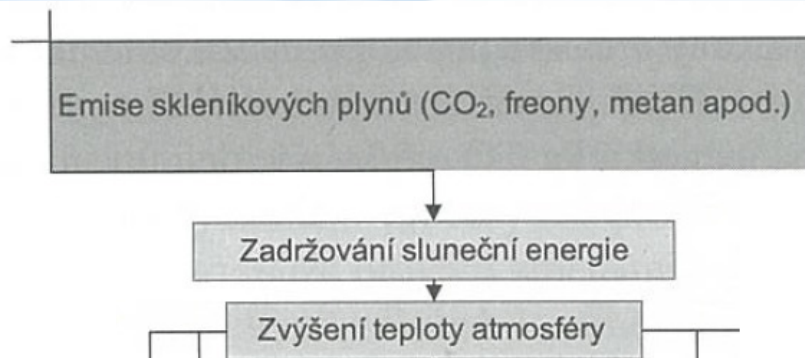 Emise skleníkových plynů (CO₂, freony, metan apod.)
Zadržování sluneční energie
Zvýšení teploty atmosféry